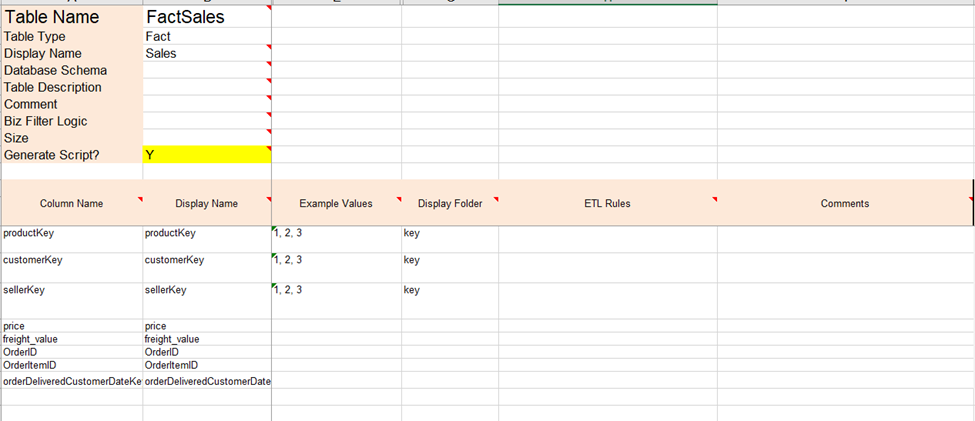 Table Name FactSales
Table Type Fact
Display Name Sales
Database Schema
Table Description
Comment
Biz Filter Logic
Size
Generate Script? Y
Column Name Display Name Example Values Display Folder ETL Rules Comments
productKey productKey 1, 2, 3 key
customerKey customerKey 1, 2, 3 key
sellerKey sellerKey 1, 2, 3 key
price price
freight_value freight_value
OrderID OrderID
OrderItemID OrderItemID
orderDeliveredCustomerDateKe orderDeliveredCustomerDate